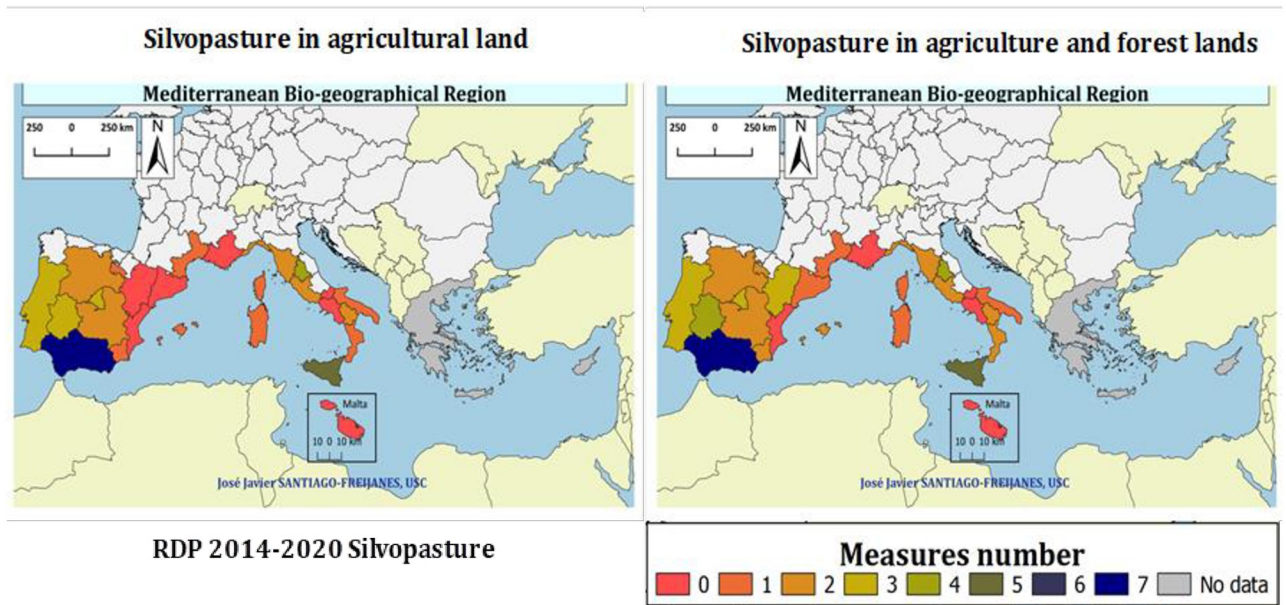 Silvopasture in agricultural land
Silvopasture in agriculture and forest lands
Mediterranean Bio-geographical Region
250 0 250 km
N
Malta
10 0 10 km
José Javier SANTIAGO-FREIJANES, USC
Mediterranean Bio-geographical Region
250 0 250 km
N
Malta
10 0 10 km
José Javier SANTIAGO-FREIJANES, USC
RDP 2014-2020 Silvopasture
Measures number
0 1 2 3 4 5 6 7 No data